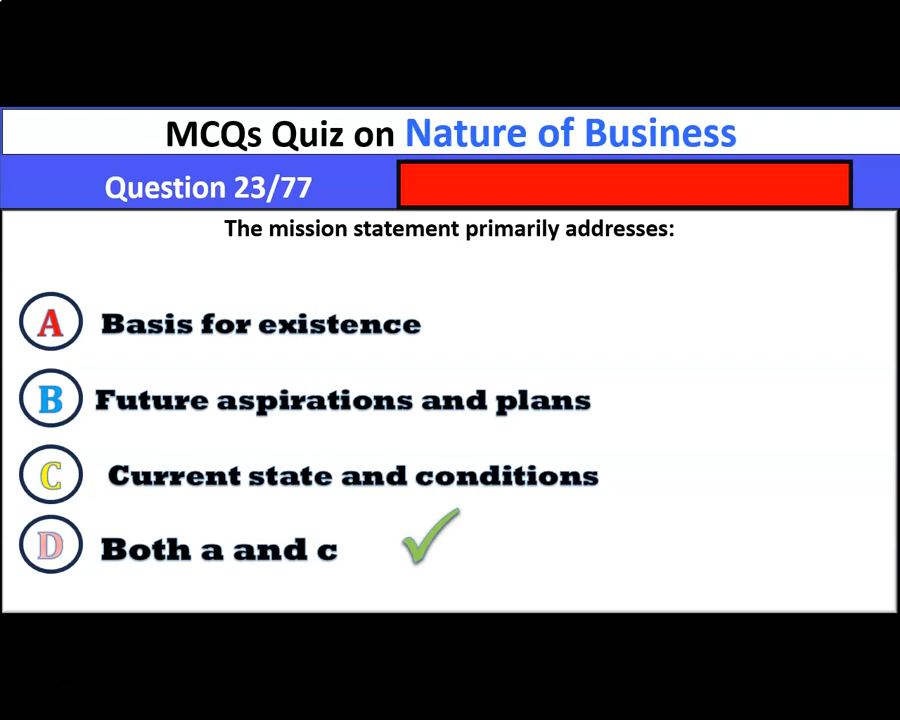 MCQs Quiz on Nature of Business
Question 23/77
The mission statement primarily addresses:
A Basis for existence
B Future aspirations and plans
C Current state and conditions
D Both a and c